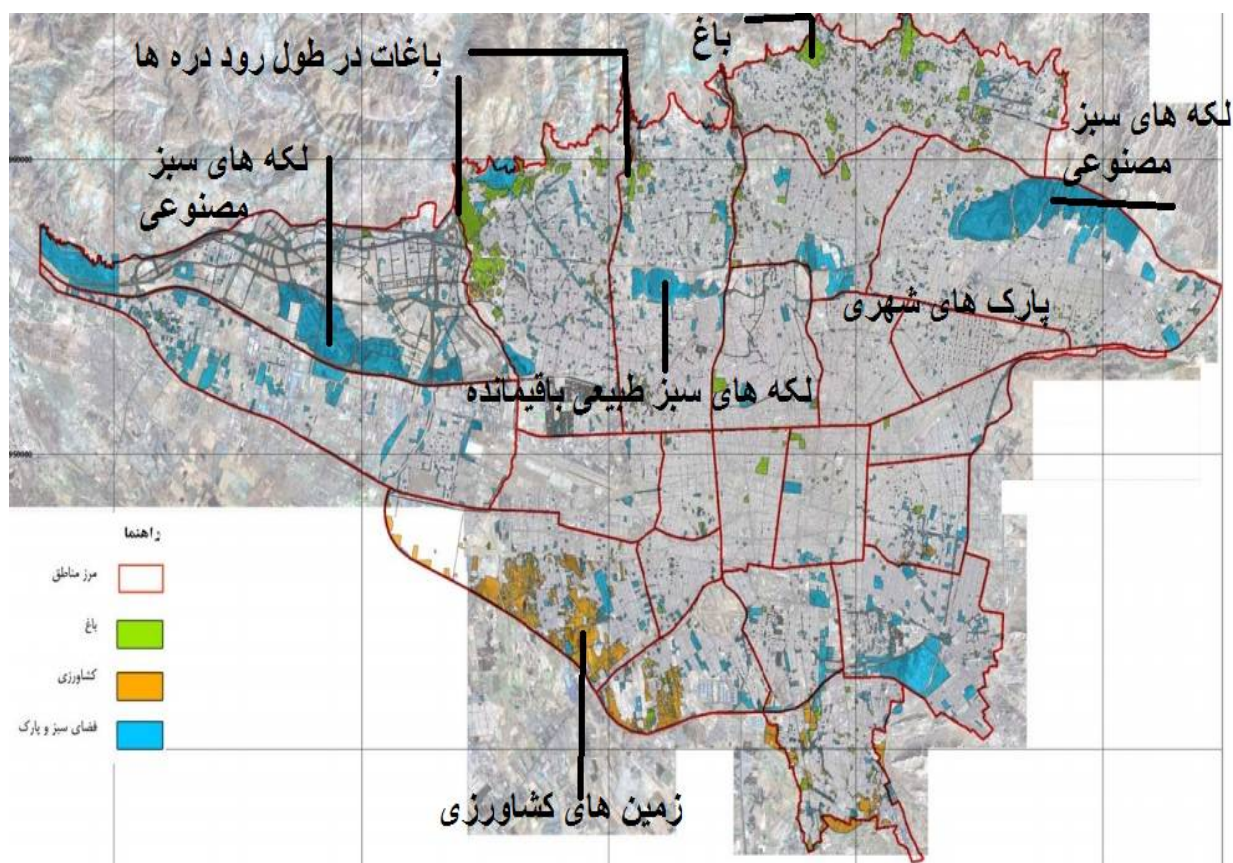 باغ
باغات در طول رود دره ها
لکه های سبز
مصنوعی
لکه های سبز
مصنوعی
پارک های شهری
لکه های سبز طبیعی باقیمانده
راهنما
مرز مناطق
باغ
کشاورزی
فضای سبز و پارک
زمین های کشاورزی